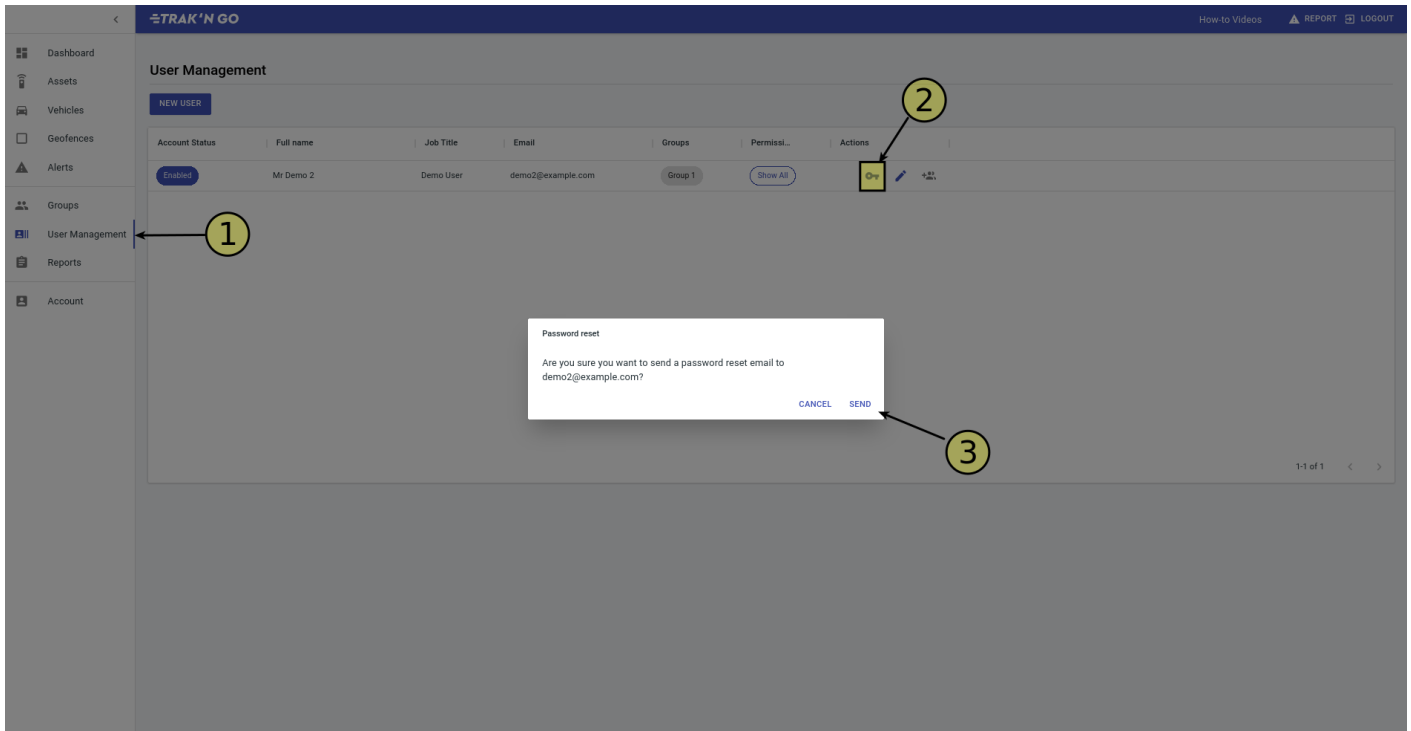 TRAK'N GO
How-to Videos
REPORT
LOGOUT
Dashboard
Assets
Vehicles
Geofences
Alerts
Groups
User Management
Reports
Account
User Management
NEW USER
2
Account Status
Full name
Job Title
Email
Groups
Permissi...
Actions
Enabled
Mr Demo 2
Demo User
demo2@example.com
Group 1
Show All
1
Password reset
Are you sure you want to send a password reset email to
demo2@example.com?
CANCEL
SEND
3
1-1 of 1